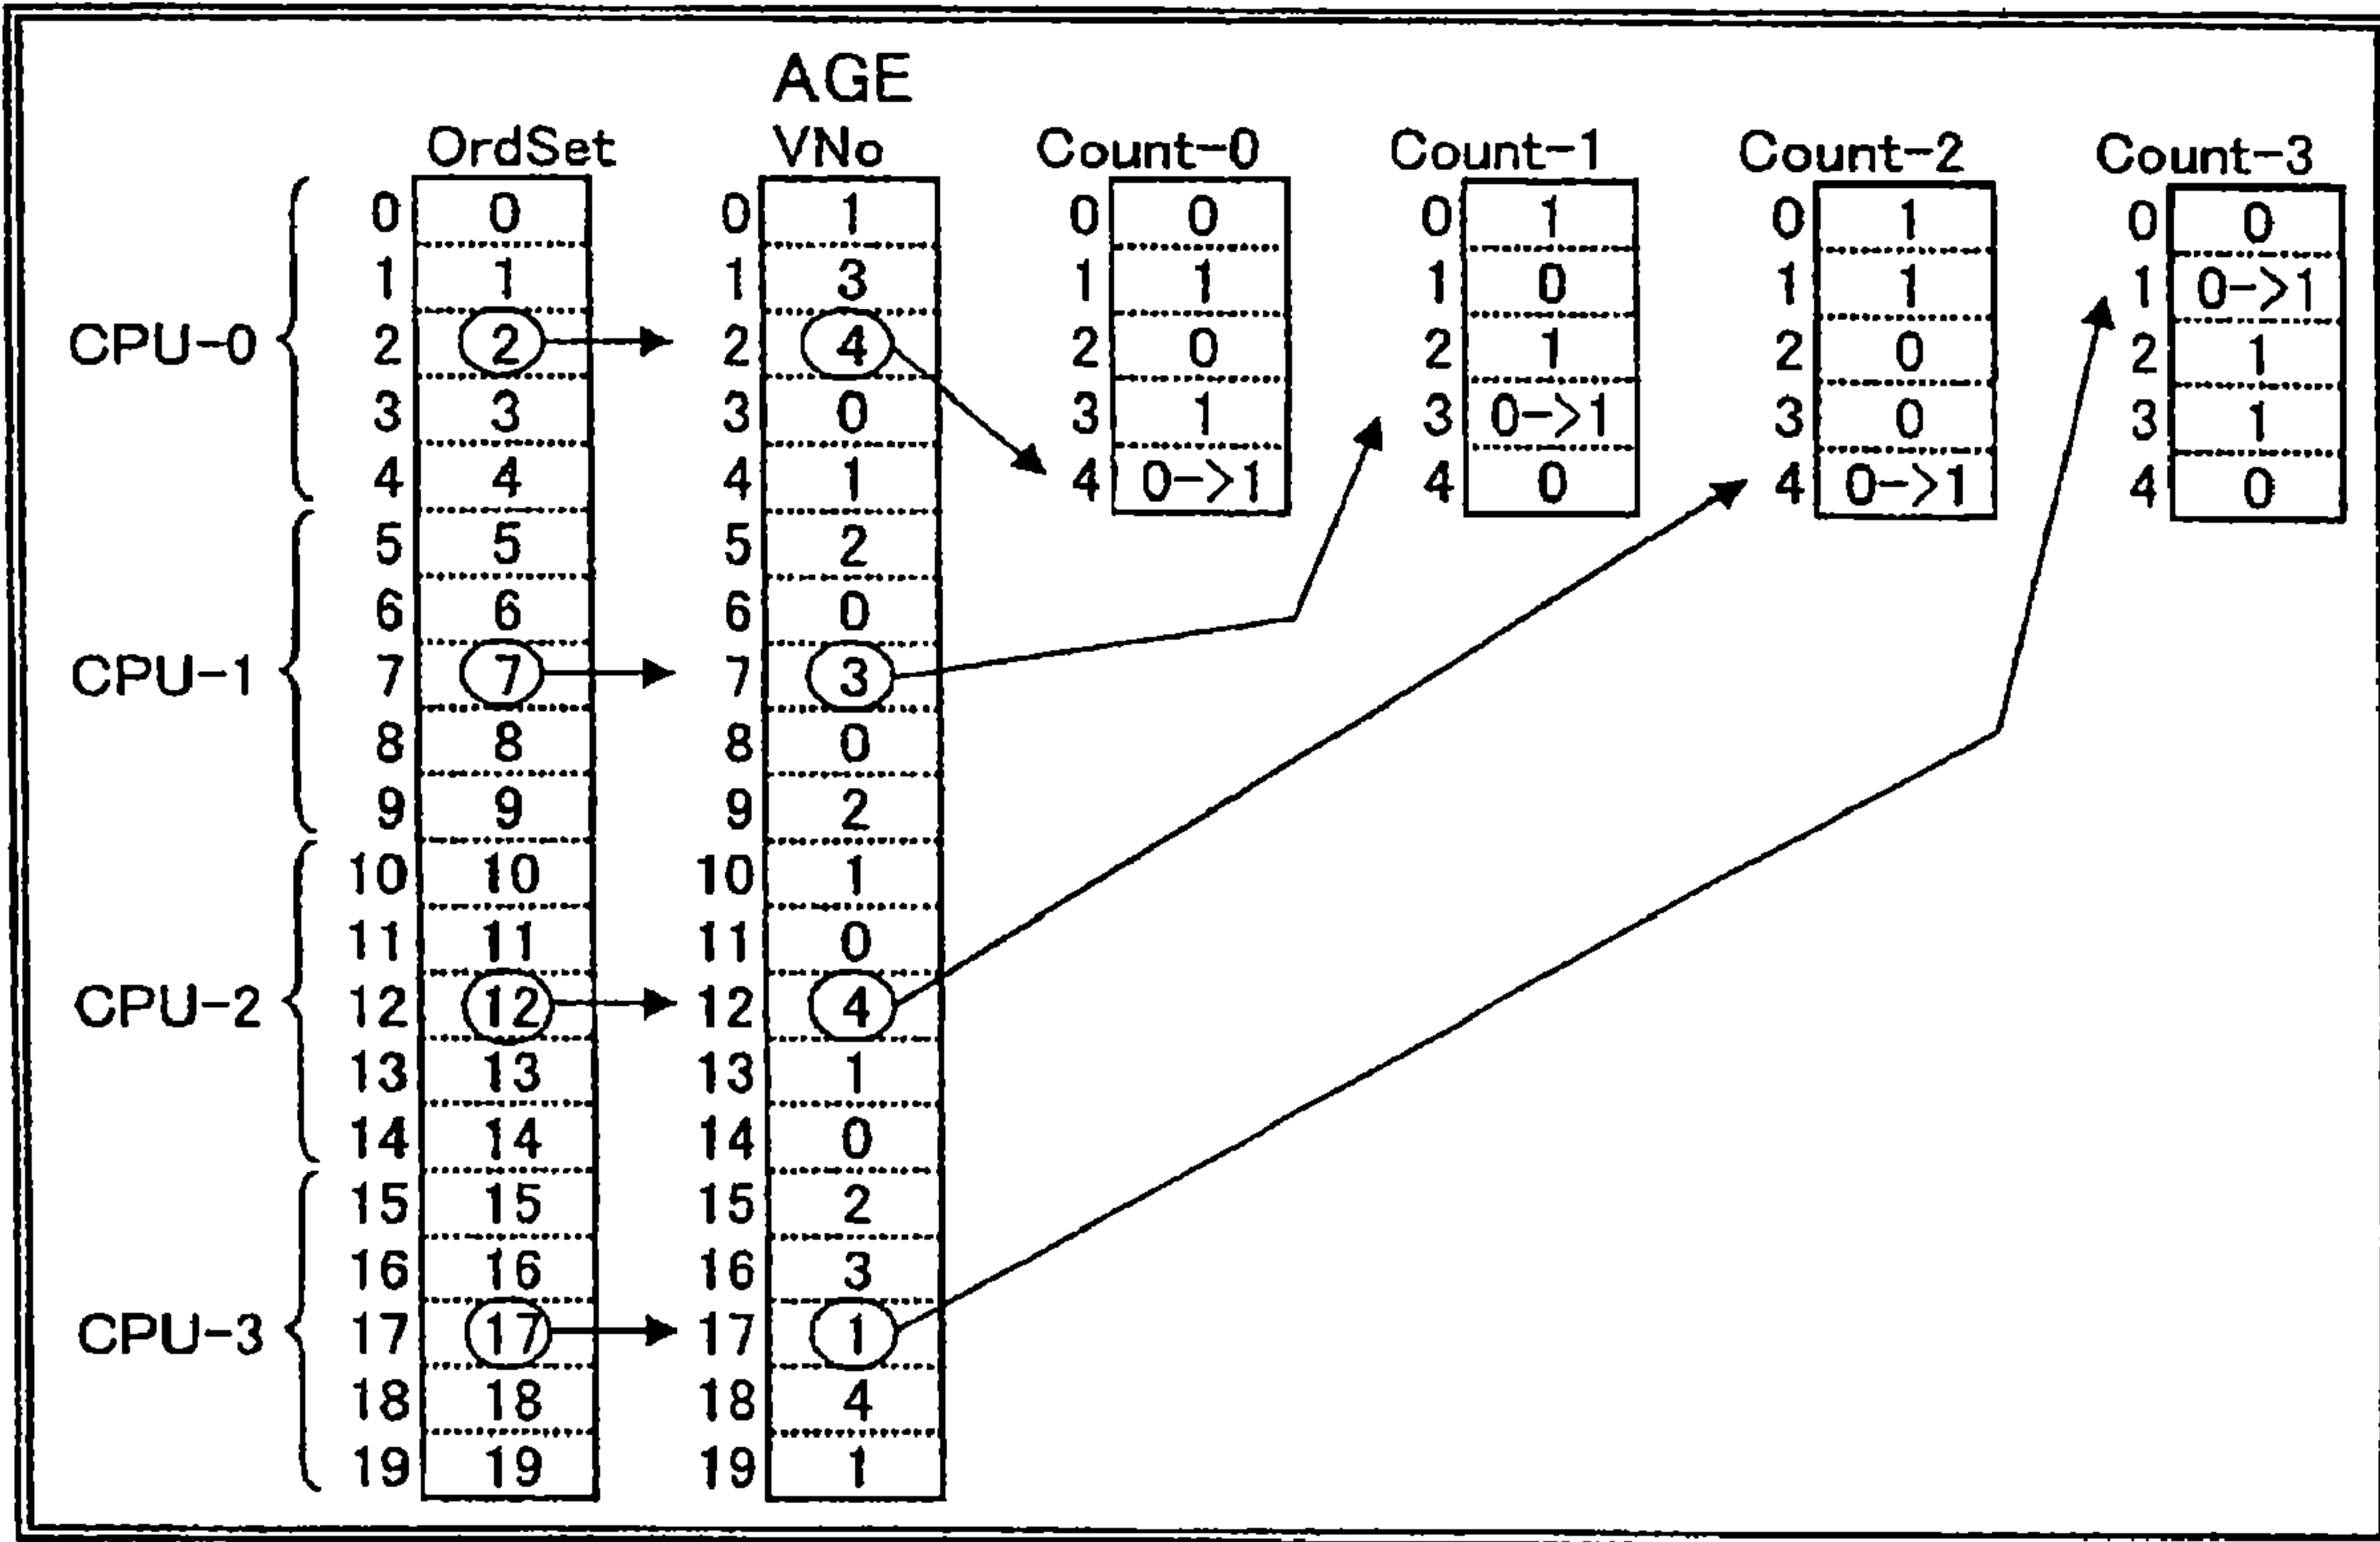 AGE
OrdSet VNo Count-0 Count-1 Count-2 Count-3
0 0 0 1 0 0 0 1 0 1 0 0
1 1 1 3 1 1 1 0 1 1 1 0->1
CPU-0 2 2 2 4 2 0 2 1 2 0 2 1
3 3 3 0 3 1 3 0->1 3 0 3 1
4 4 4 1 4 0->1 4 0 4 0->1 4 0
5 5 5 2
6 6 6 0
CPU-1 7 7 7 3
8 8 8 0
9 9 9 2
10 10 10 1
11 11 11 0
CPU-2 12 12 12 4
13 13 13 1
14 14 14 0
15 15 15 2
16 16 16 3
CPU-3 17 17 17 1
18 18 18 4
19 19 19 1